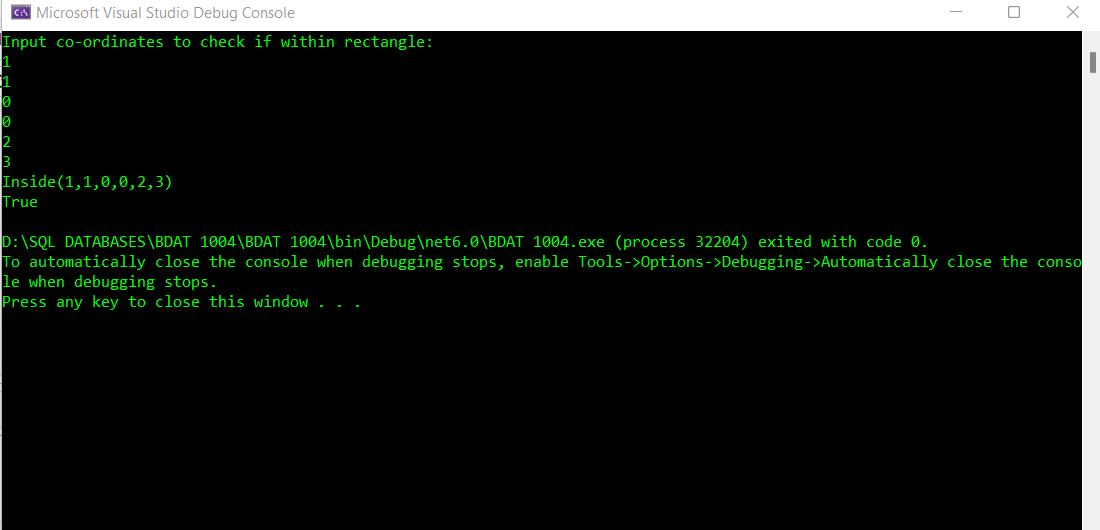 Microsoft Visual Studio Debug Console
Input co-ordinates to check if within rectangle:
1
1
0
0
2
3
Inside(1,1,0,0,2,3)
True
D:\SQL DATABASES\BDAT 1004\BDAT 1004\bin\Debug\net6.0\BDAT 1004.exe (process 32204) exited with code 0.
To automatically close the console when debugging stops, enable Tools->Options->Debugging->Automatically close the conso
le when debugging stops.
Press any key to close this window . . .